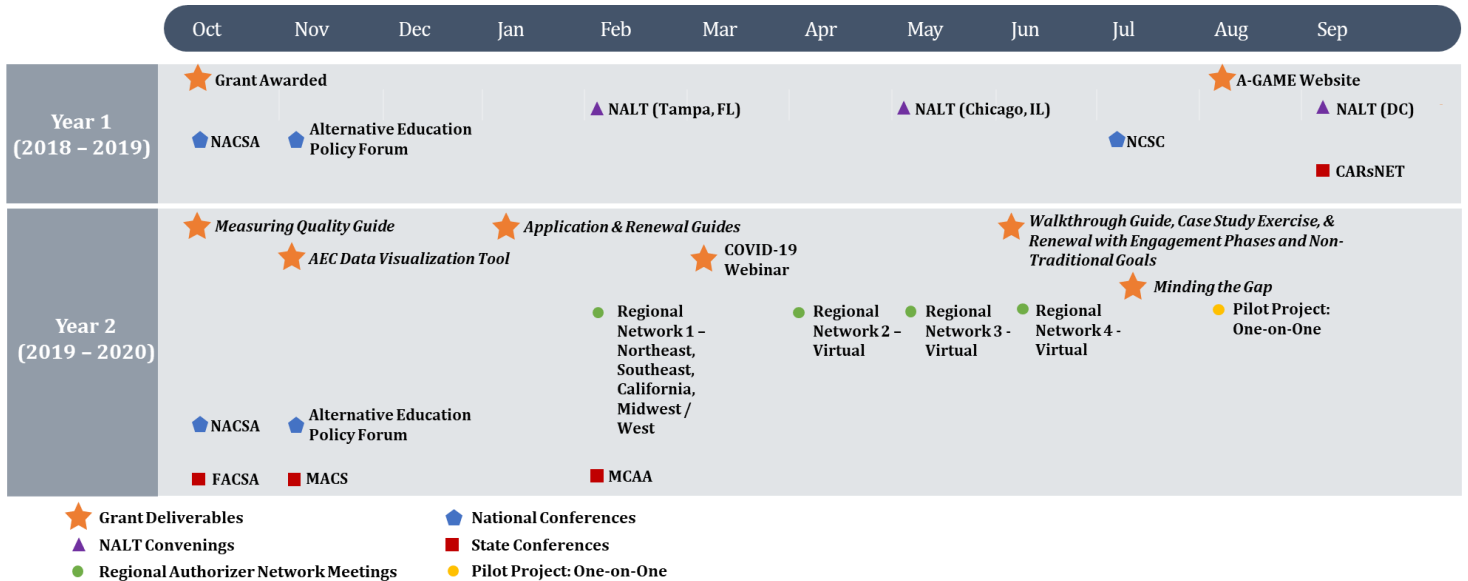 Oct Nov Dec Jan Feb Mar Apr May Jun Jul Aug Sep
Year 1
(2018 – 2019)
Grant Awarded
A-GAME Website
NALT (Tampa, FL)
NALT (Chicago, IL)
NALT (DC)
NACSA
Alternative Education
Policy Forum
NCSC
CARsNET
Year 2
(2019 – 2020)
Measuring Quality Guide
AEC Data Visualization Tool
Application & Renewal Guides
COVID-19
Webinar
Walkthrough Guide, Case Study Exercise, &
Renewal with Engagement Phases and Non-
Traditional Goals
Minding the Gap
Regional
Network 1 –
Northeast,
Southeast,
California,
Midwest /
West
Regional
Network 2 –
Virtual
Regional
Network 3 -
Virtual
Regional
Network 4 -
Virtual
Pilot Project:
One-on-One
NACSA
Alternative Education
Policy Forum
FACSA
MACS
MCAA
Grant Deliverables
NALT Convenings
Regional Authorizer Network Meetings
National Conferences
State Conferences
Pilot Project: One-on-One